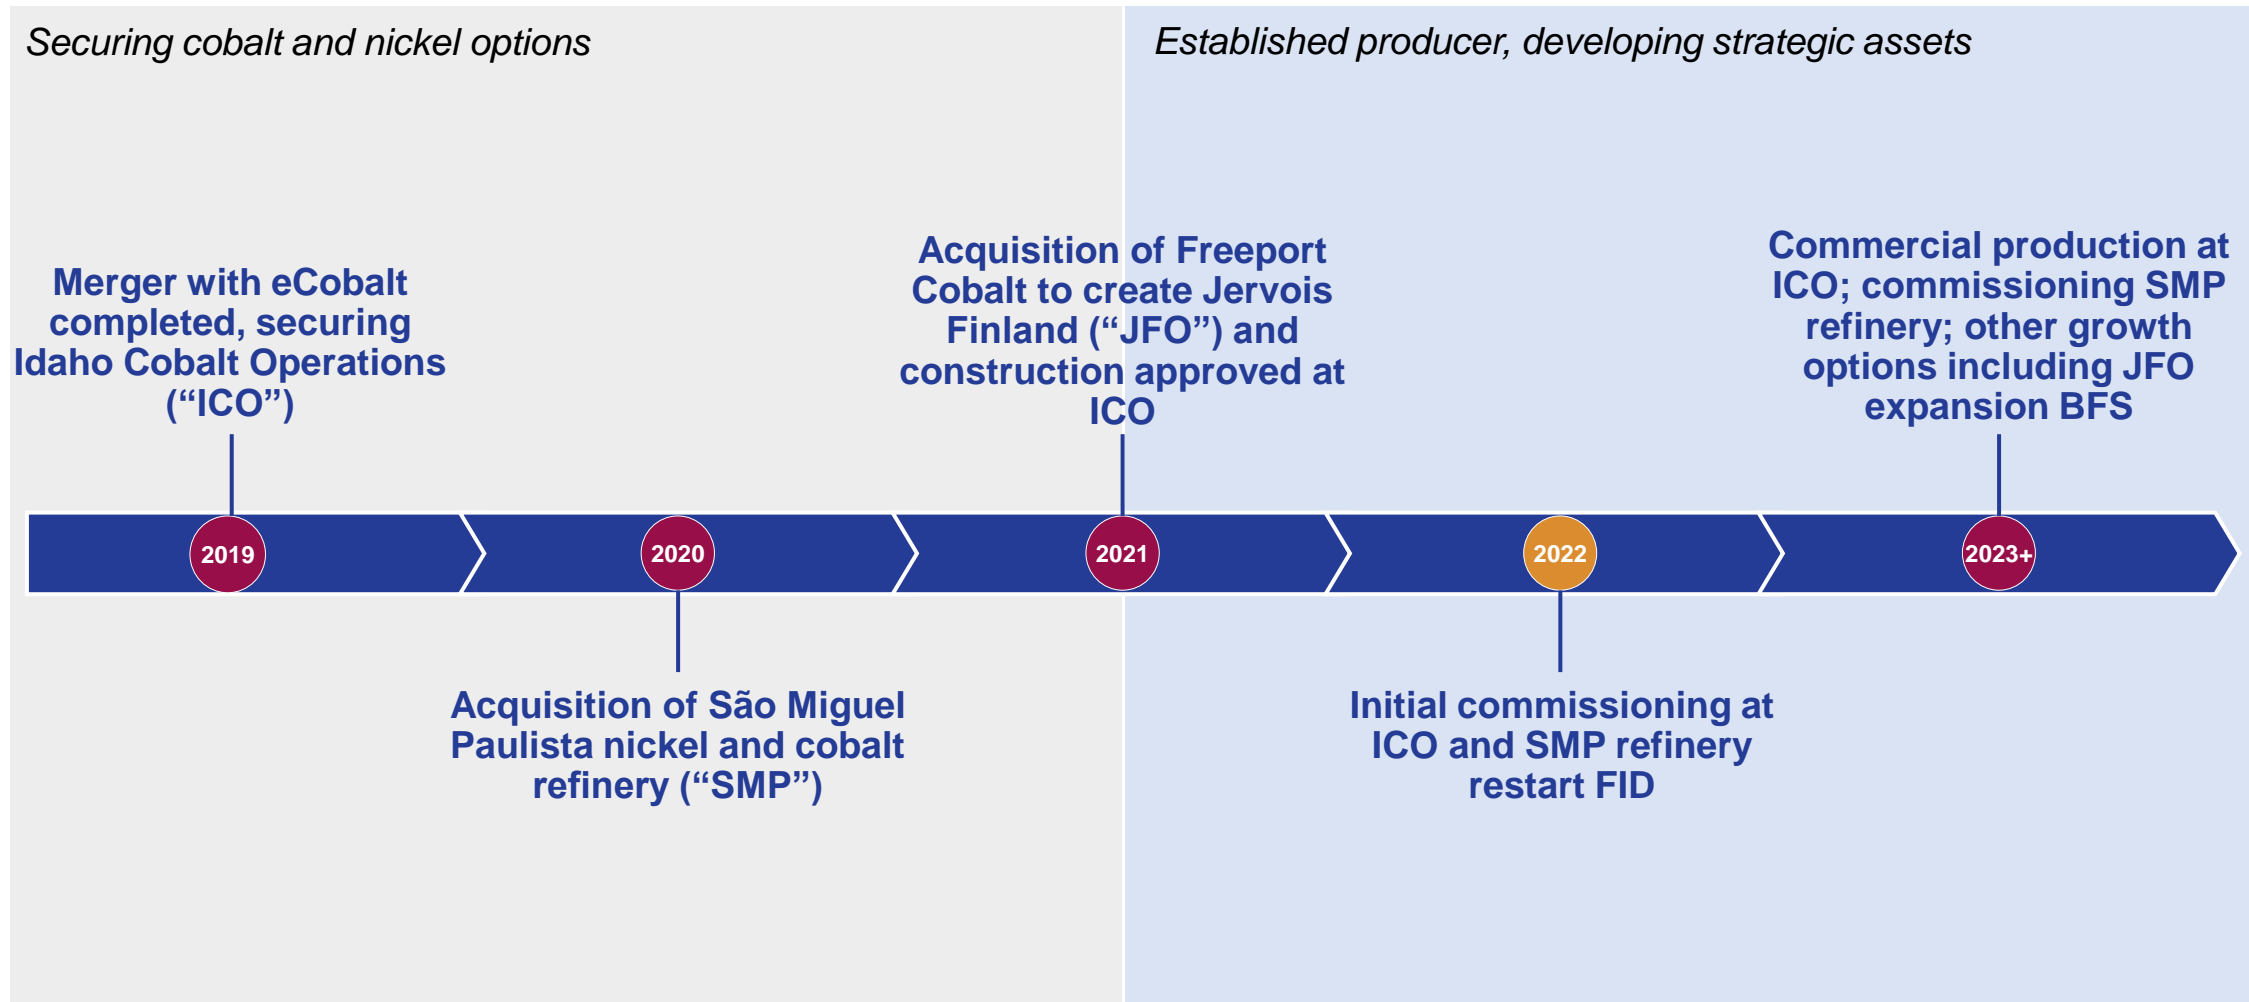 Securing cobalt and nickel options
Established producer, developing strategic assets
Merger with eCobalt
completed, securing
Idaho Cobalt Operations
(“ICO”)
Acquisition of Freeport
Cobalt to create Jervois
Finland (“JFO”) and
construction approved at
ICO
Commercial production at
ICO; commissioning SMP
refinery; other growth
options including JFO
expansion BFS
2019
2020
2021
2022
2023+
Acquisition of São Miguel
Paulista nickel and cobalt
refinery (“SMP”)
Initial commissioning at
ICO and SMP refinery
restart FID